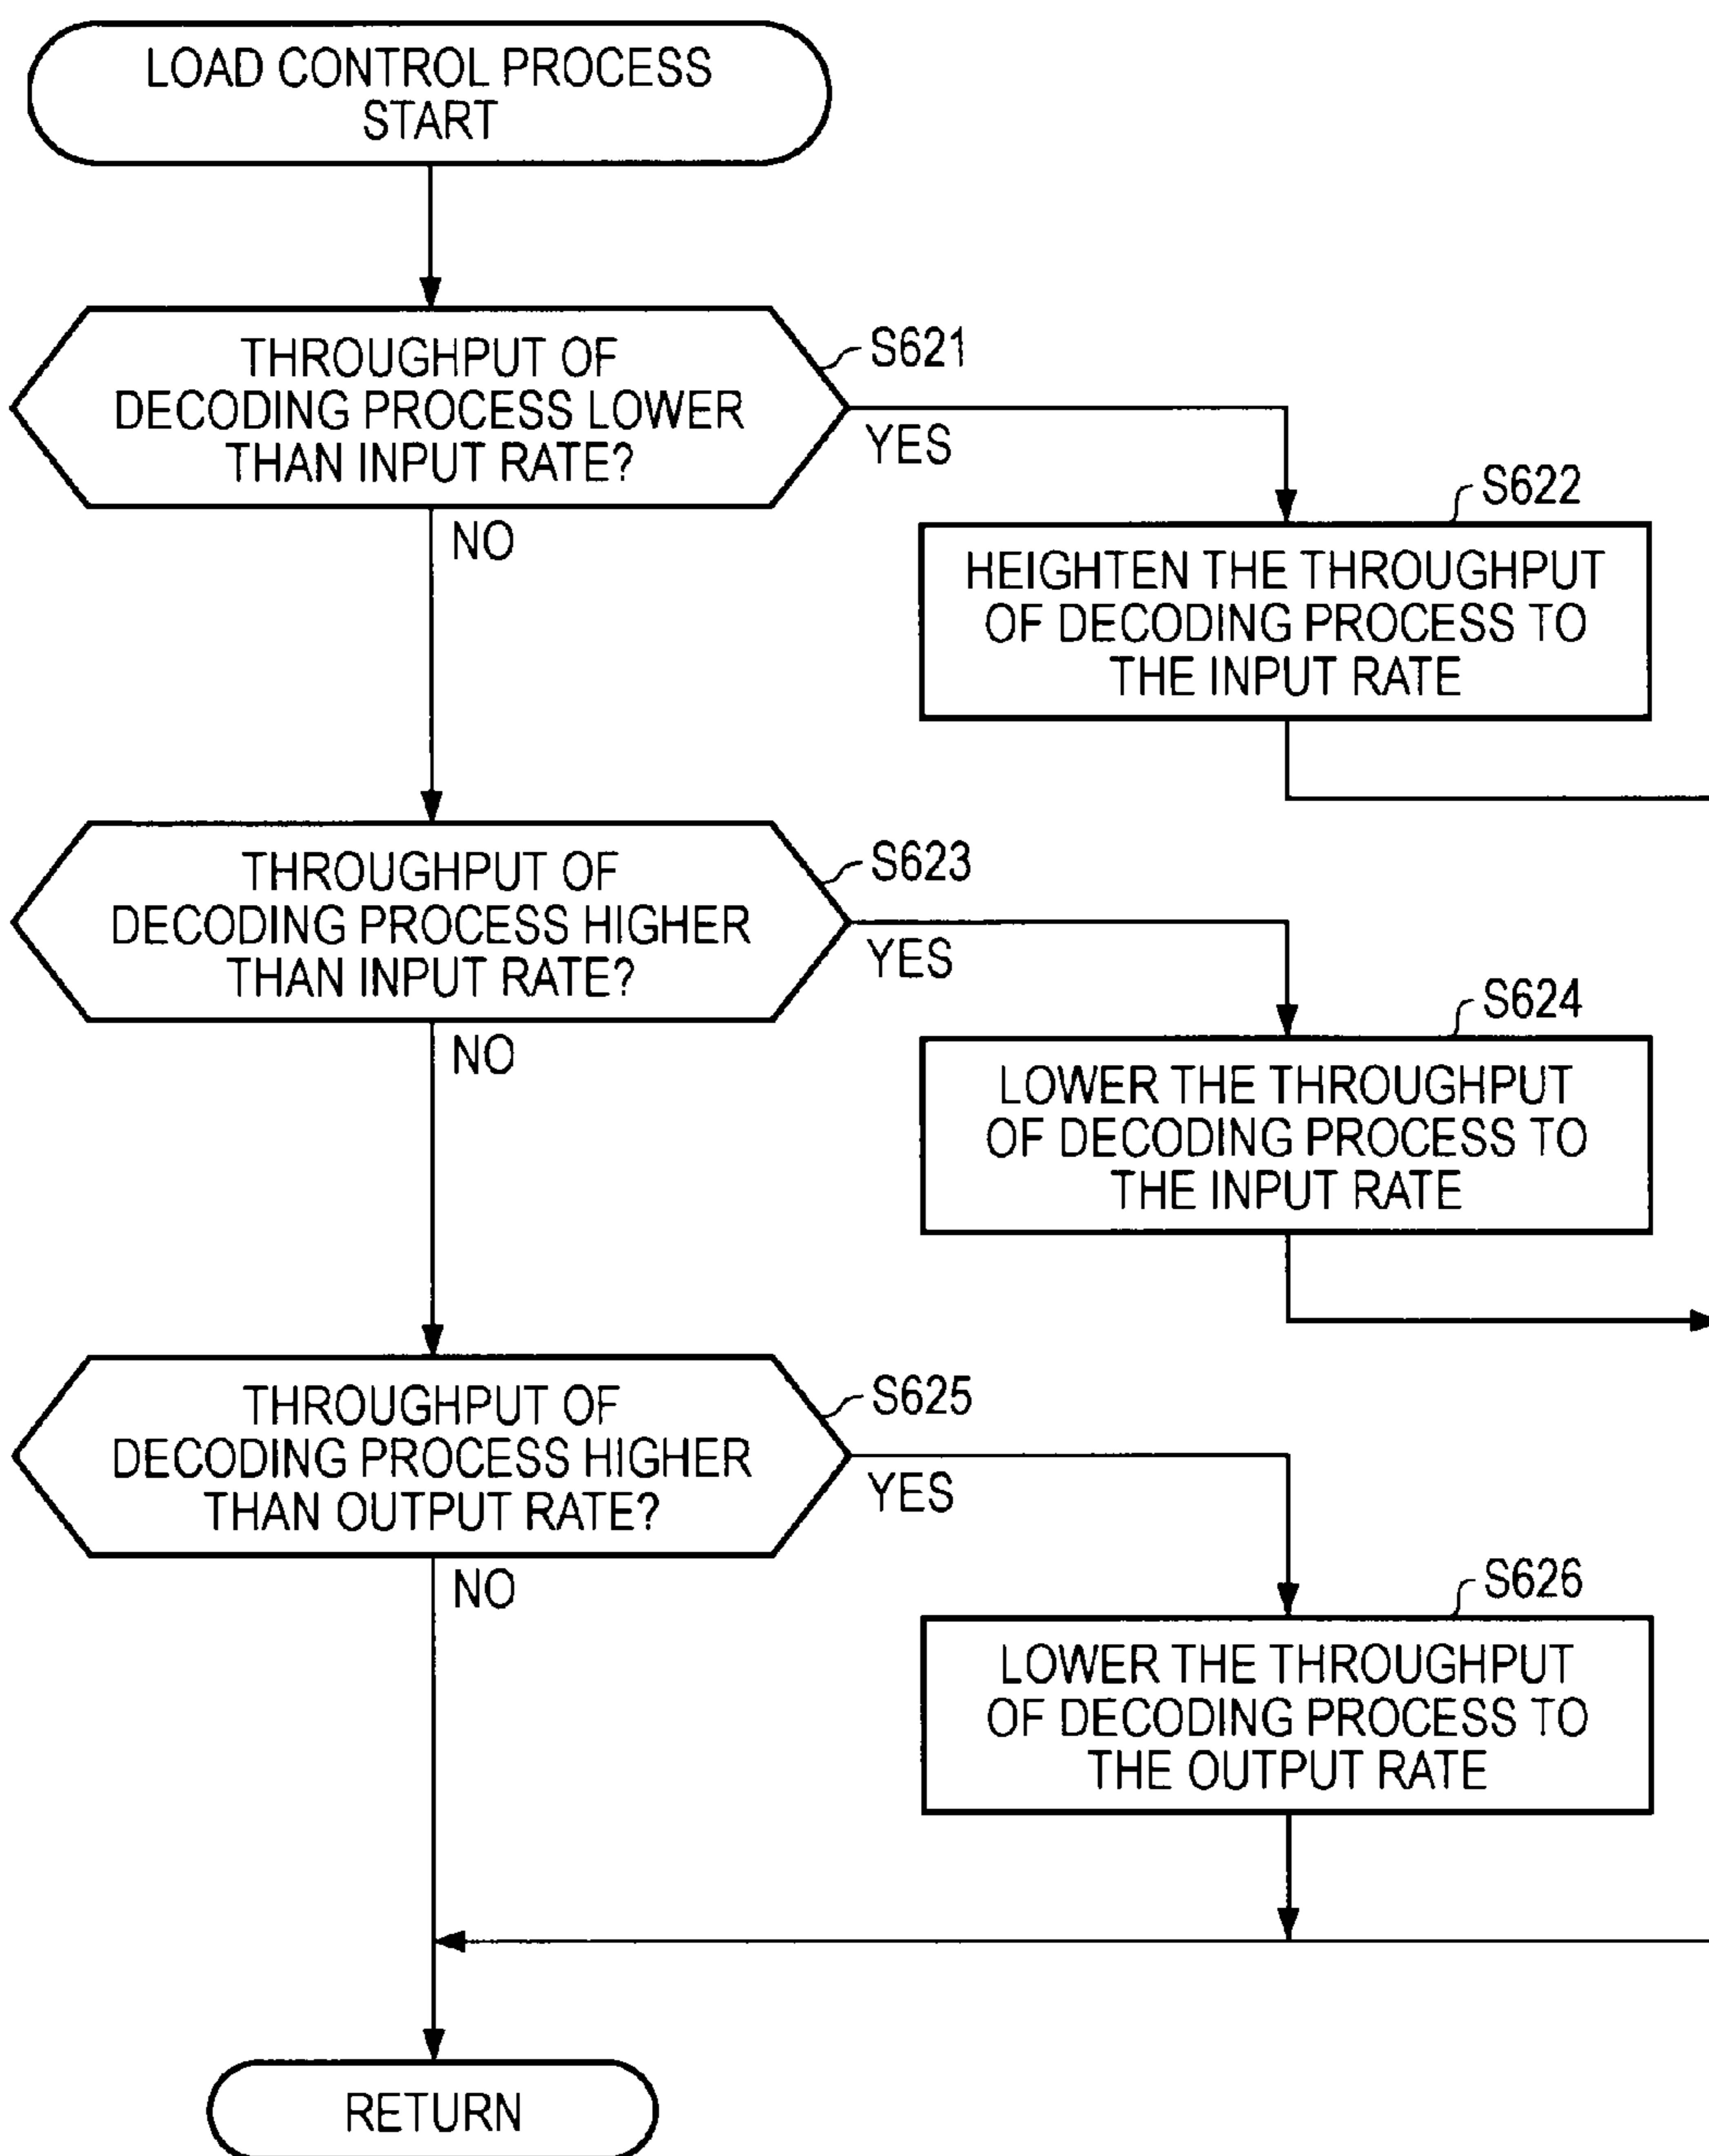 LOAD CONTROL PROCESS
START
THROUGHPUT OF
DECODING PROCESS LOWER
THAN INPUT RATE?
S621
YES
NO
S622
HEIGHTEN THE THROUGHPUT
OF DECODING PROCESS TO
THE INPUT RATE
THROUGHPUT OF
DECODING PROCESS HIGHER
THAN INPUT RATE?
S623
YES
NO
S624
LOWER THE THROUGHPUT
OF DECODING PROCESS TO
THE INPUT RATE
THROUGHPUT OF
DECODING PROCESS HIGHER
THAN OUTPUT RATE?
S625
YES
NO
S626
LOWER THE THROUGHPUT
OF DECODING PROCESS TO
THE OUTPUT RATE
RETURN